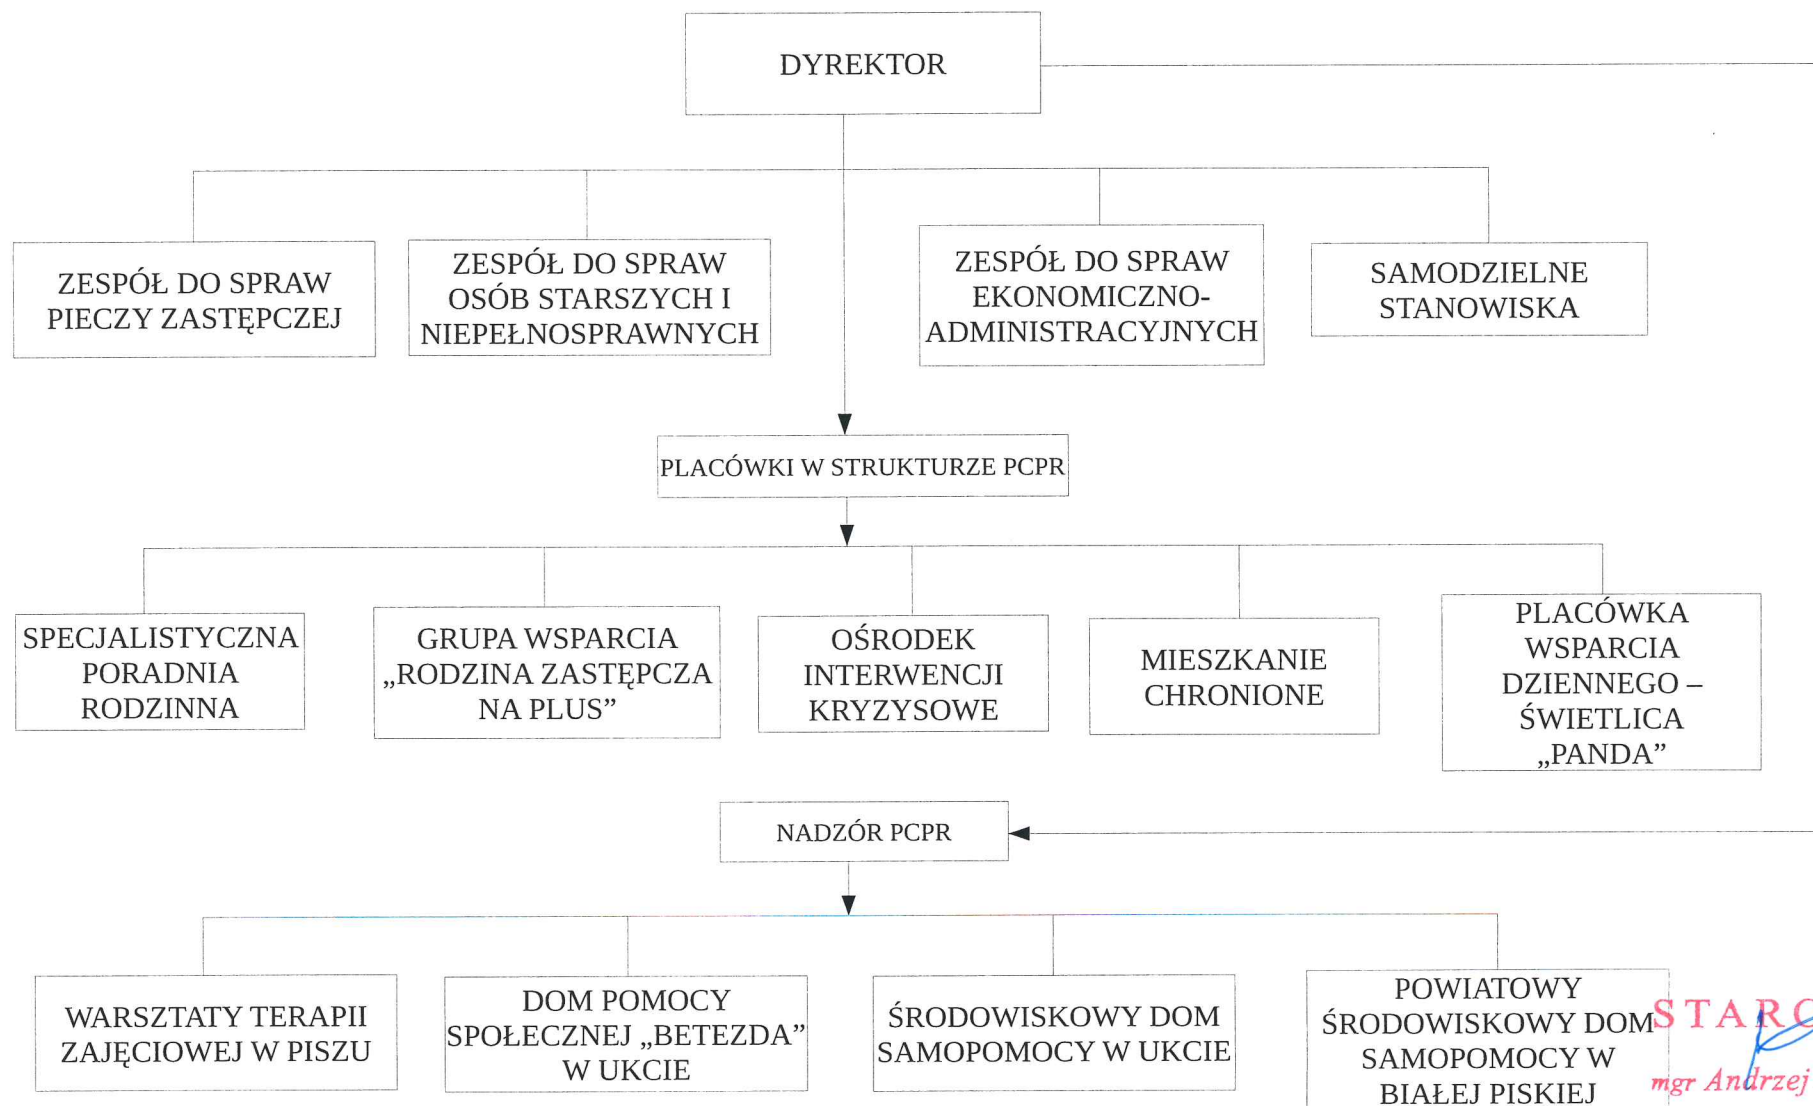 DYREKTOR
ZESPÓŁ DO SPRAW
PIECZY ZASTĘPCZEJ
ZESPÓŁ DO SPRAW
OSÓB STARSZYCH I
NIEPEŁNOSPRAWNYCH
ZESPÓŁ DO SPRAW
EKONOMICZNO-
ADMINISTRACYJNYCH
SAMODZIELNE
STANOWISKA
PLACÓWKI W STRUKTURZE PCPR
SPECJALISTYCZNA
PORADNIA
RODZINNA
GRUPA WSPARCIA
„RODZINA ZASTĘPCZA
NA PLUS”
OŚRODEK
INTERWENCJI
KRYZYSOWE
MIESZKANIE
CHRONIONE
PLACÓWKA
WSPARCIA
DZIENNEGO –
ŚWIETLICA
„PANDA”
NADZÓR PCPR
WARSZTATY TERAPII
ZAJĘCIOWEJ W PISZU
DOM POMOCY
SPOŁECZNEJ „BETEZDA”
W UKCIE
ŚRODOWISKOWY DOM
SAMOPOMOCY W UKCIE
POWIATOWY
ŚRODOWISKOWY DOM
SAMOPOMOCY W
BIAŁEJ PISKIEJ
mgr Andrzej